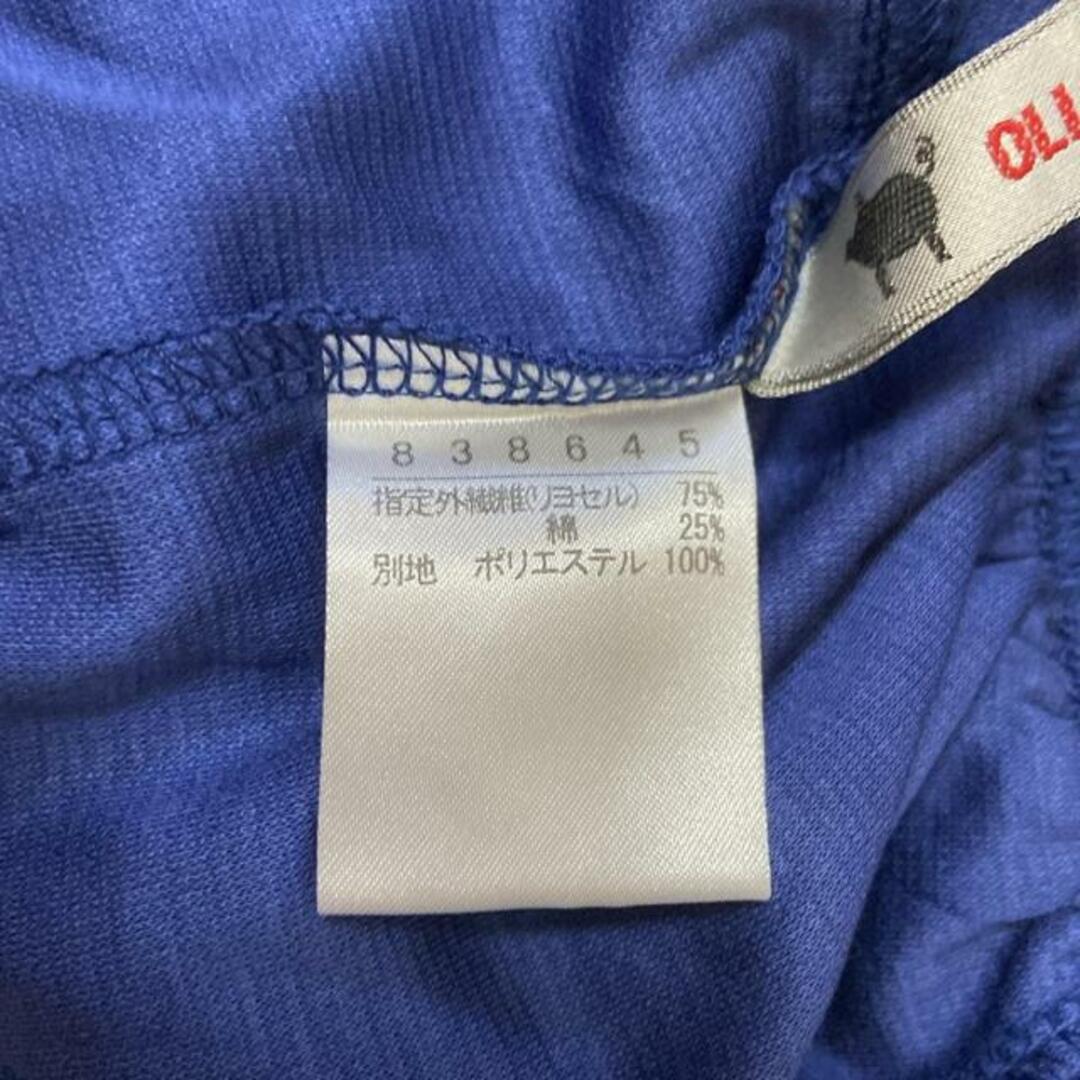 OLI
8 3 8 6 4 5
指定外繊維(リヨセル) 75%
綿 25%
別地 ポリエステル 100%